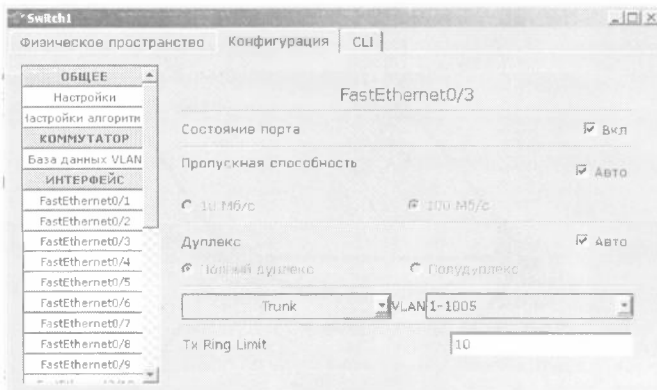 Switch1
Физическое пространство Конфигурация CLI
ОБЩЕЕ
Настройки
Настройки алгоритм
КОММУТАТОР
База данных VLAN
ИНТЕРФЕЙС
FastEthernet0/1
FastEthernet0/2
FastEthernet0/3
FastEthernet0/4
FastEthernet0/5
FastEthernet0/6
FastEthernet0/7
FastEthernet0/8
FastEthernet0/9
FastEthernet0/3
Состояние порта Вкл
Пропускная способность Авто
10 Мб/с 100 Мб/с
Дуплекс Авто
Полный дуплекс Полудуплекс
Trunk VLAN 1-1005
Tx Ring Limit 10